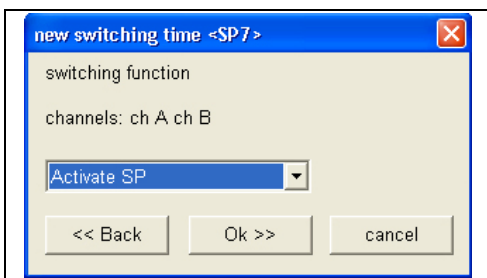 new switching time <SP7>
switching function
channels: ch A ch B
Activate SP
<< Back Ok >> cancel